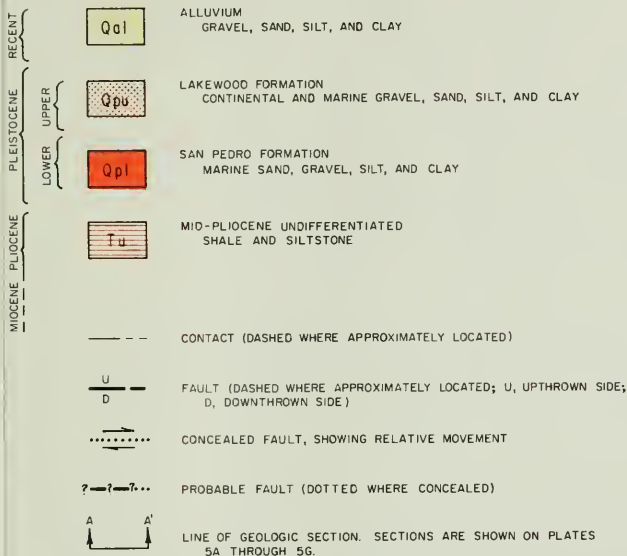 RECENT
Qal
ALLUVIUM
GRAVEL, SAND, SILT, AND CLAY
PLEISTOCENE
UPPER
Qpu
LAKEWOOD FORMATION
CONTINENTAL AND MARINE GRAVEL, SAND, SILT, AND CLAY
LOWER
Qpl
SAN PEDRO FORMATION
MARINE SAND, GRAVEL, SILT, AND CLAY
MIOCENE PLIOCENE
Tu
MID-PLIOCENE UNDIFFERENTIATED
SHALE AND SILTSTONE
CONTACT (DASHED WHERE APPROXIMATELY LOCATED)
U
D
FAULT (DASHED WHERE APPROXIMATELY LOCATED; U, UPTHROWN SIDE;
D, DOWNTHROWN SIDE)
CONCEALED FAULT, SHOWING RELATIVE MOVEMENT
?—?—?...
PROBABLE FAULT (DOTTED WHERE CONCEALED)
A A'
LINE OF GEOLOGIC SECTION. SECTIONS ARE SHOWN ON PLATES
5A THROUGH 5G.